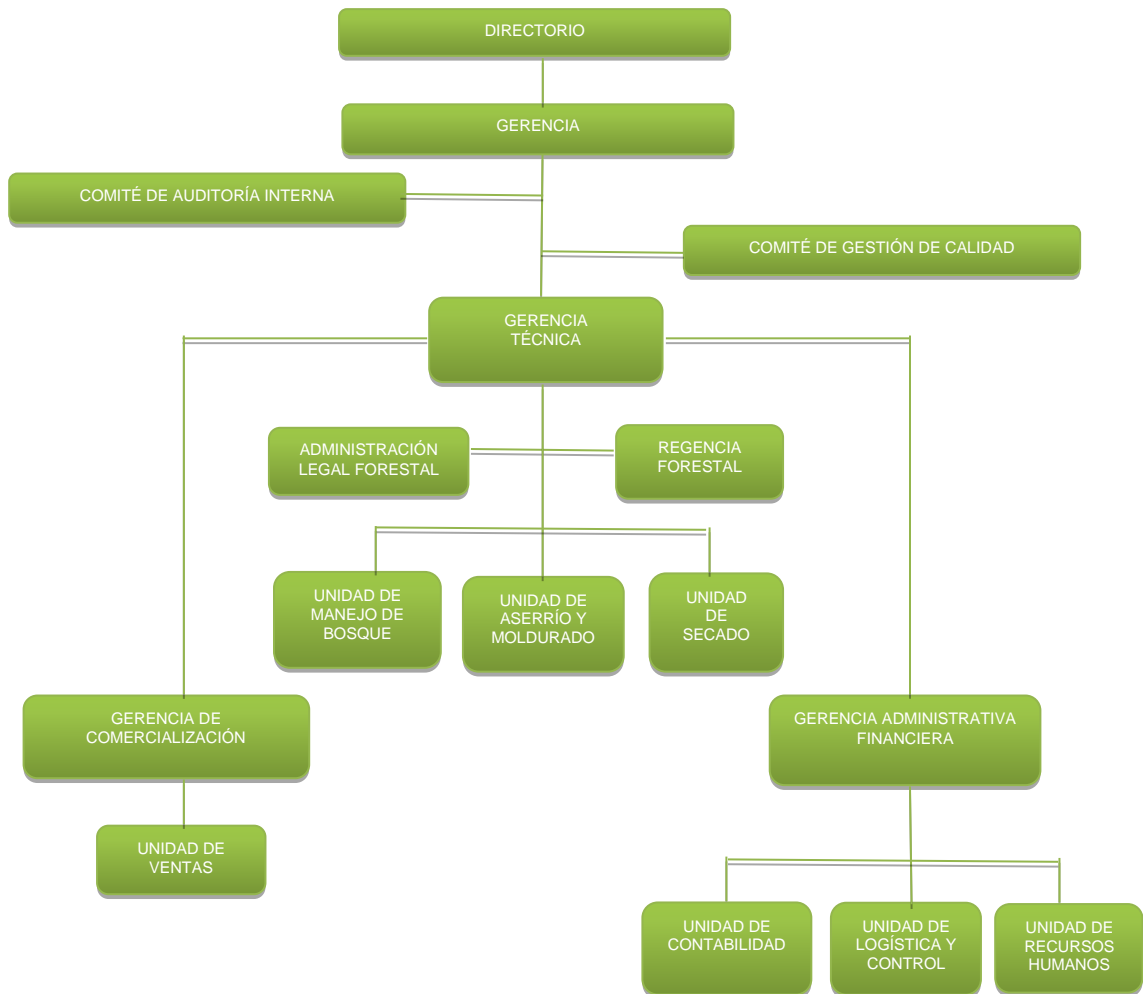 DIRECTORIO
GERENCIA
COMITÉ DE AUDITORÍA INTERNA
COMITÉ DE GESTIÓN DE CALIDAD
GERENCIA
TÉCNICA
ADMINISTRACIÓN
LEGAL FORESTAL
REGENCIA
FORESTAL
UNIDAD DE
MANEJO DE
BOSQUE
UNIDAD DE
ASERRÍO Y
MOLDURADO
UNIDAD
DE
SECADO
GERENCIA DE
COMERCIALIZACIÓN
GERENCIA ADMINISTRATIVA
FINANCIERA
UNIDAD DE
VENTAS
UNIDAD DE
CONTABILIDAD
UNIDAD DE
LOGÍSTICA Y
CONTROL
UNIDAD DE
RECURSOS
HUMANOS